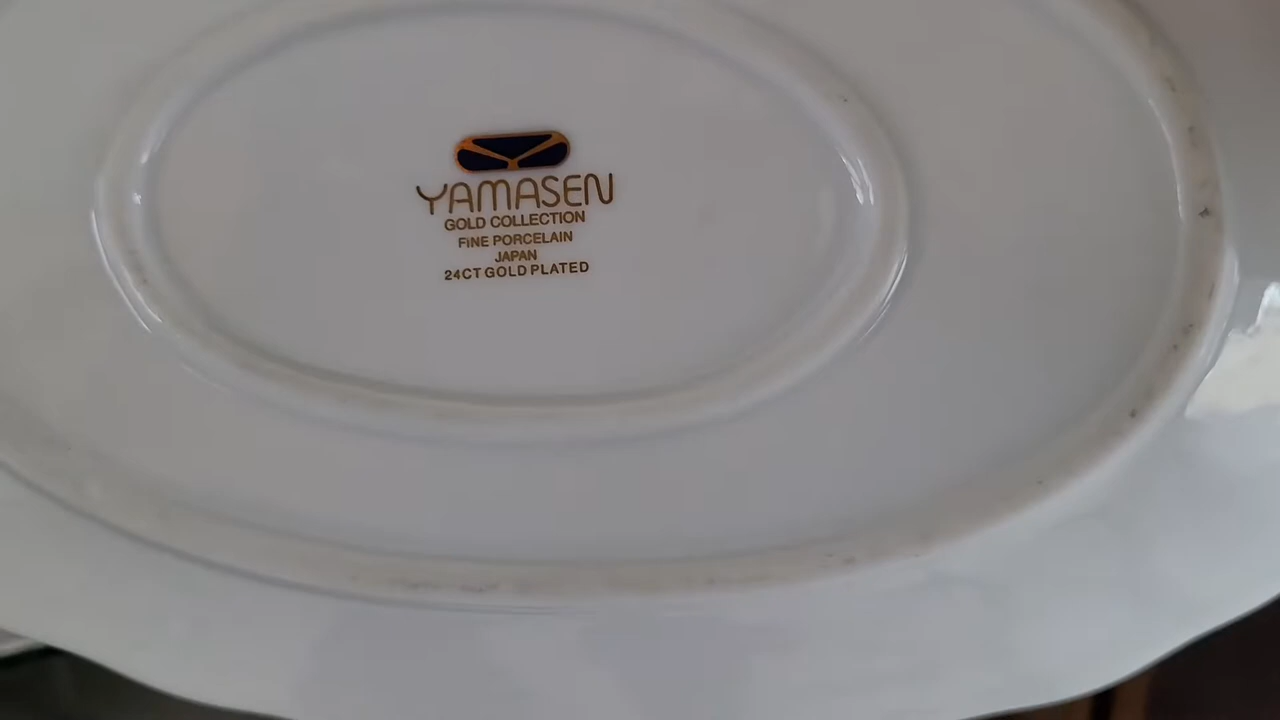 YAMASEN
GOLD COLLECTION
FINE PORCELAIN
JAPAN
24CT GOLD PLATED